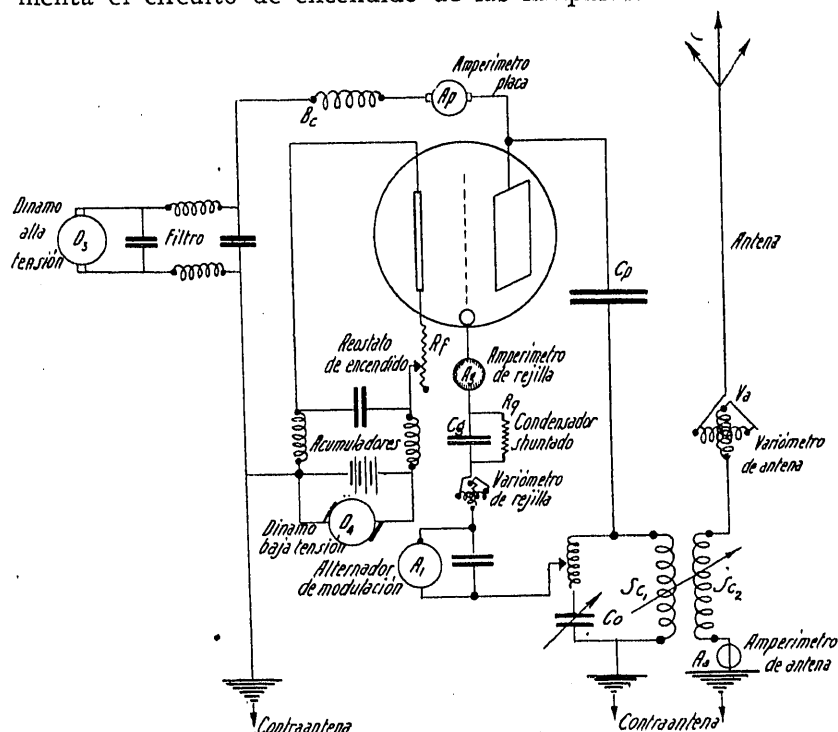 menta el circuito de encendido de las
Amperimetro
placa
Bc
Ap
Dinamo
alta
tensión
D3
Filtro
Antena
Cp
Reostato
de encendido
Rf
Amperimetro
de rejilla
Rg
Cg
Condensador
shuntado
Acumuladores
Va
Variómetro
de antena
Variómetro
de rejilla
Dinamo
baja tensión
D4
Alternador
de modulación
A1
Sc1
Sc2
Co
Aa
Amperimetro
de antena
Contraantena
Contraantena